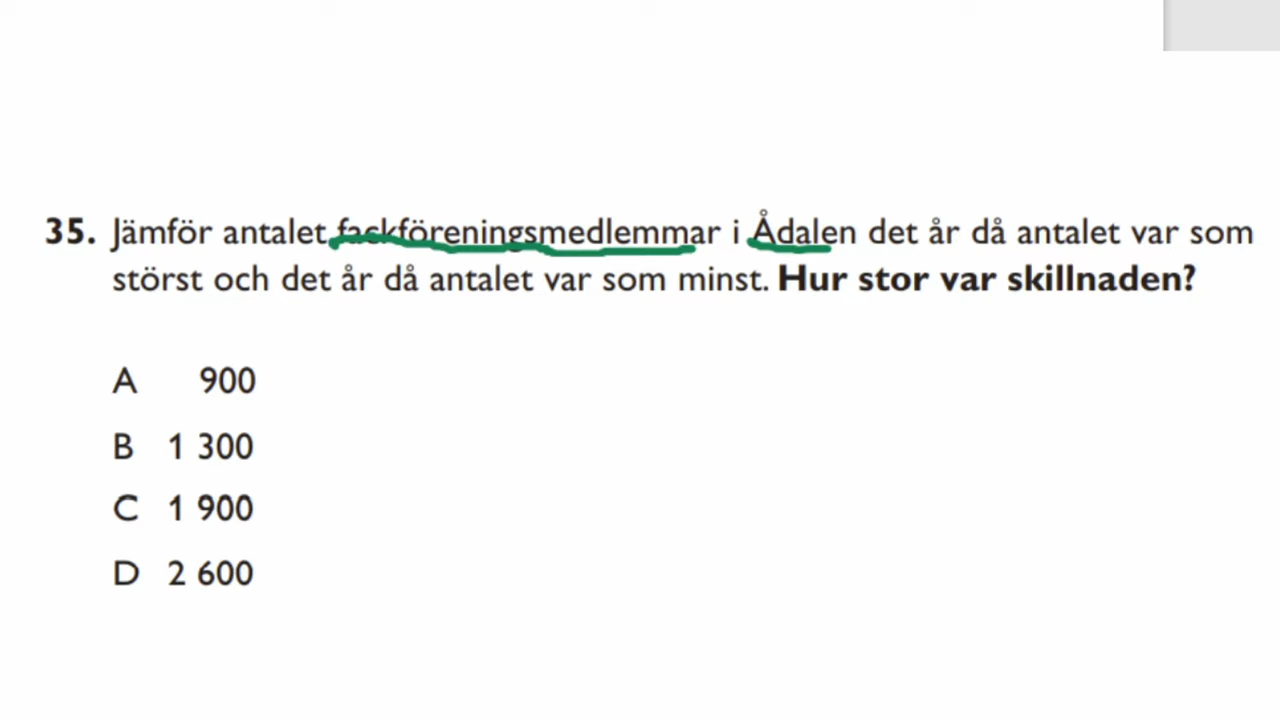 35. Jämför antalet fackföreningsmedlemmar i Ådalen det år då antalet var som
störst och det år då antalet var som minst. Hur stor var skillnaden?
A 900
B 1 300
C 1 900
D 2 600